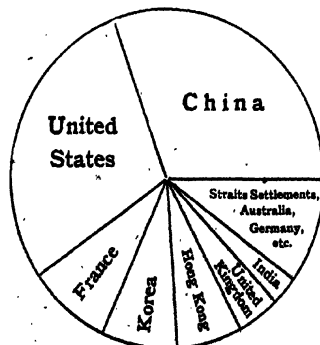 China
United
States
Straits Settlements,
Australia,
Germany,
etc.
India
United
Kingdom
Hong Kong
Korea
France